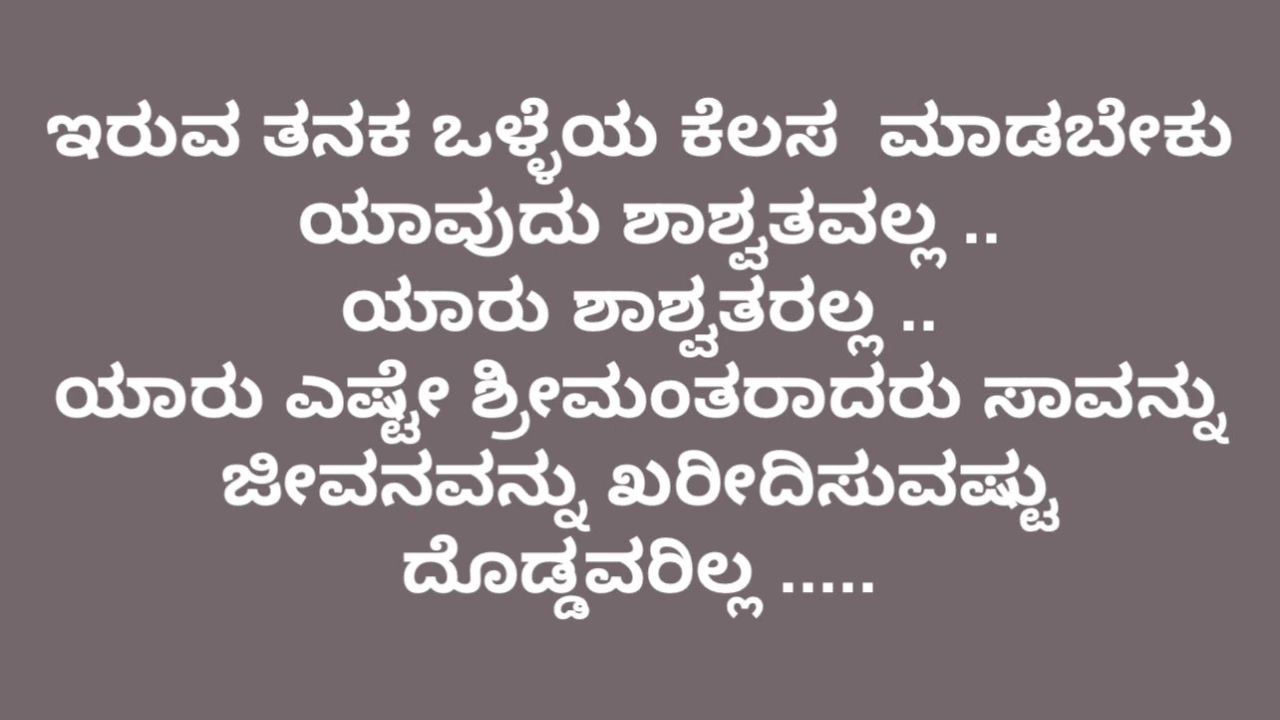 ಇರುವ ತನಕ ಒಳ್ಳೆಯ ಕೆಲಸ ಮಾಡಬೇಕು
ಯಾವುದು ಶಾಶ್ವತವಲ್ಲ ..
ಯಾರು ಶಾಶ್ವತರಲ್ಲ ..
ಯಾರು ಎಷ್ಟೇ ಶ್ರೀಮಂತರಾದರು ಸಾವನ್ನು
ಜೀವನವನ್ನು ಖರೀದಿಸುವಷ್ಟು
ದೊಡ್ಡವರಿಲ್ಲ .....